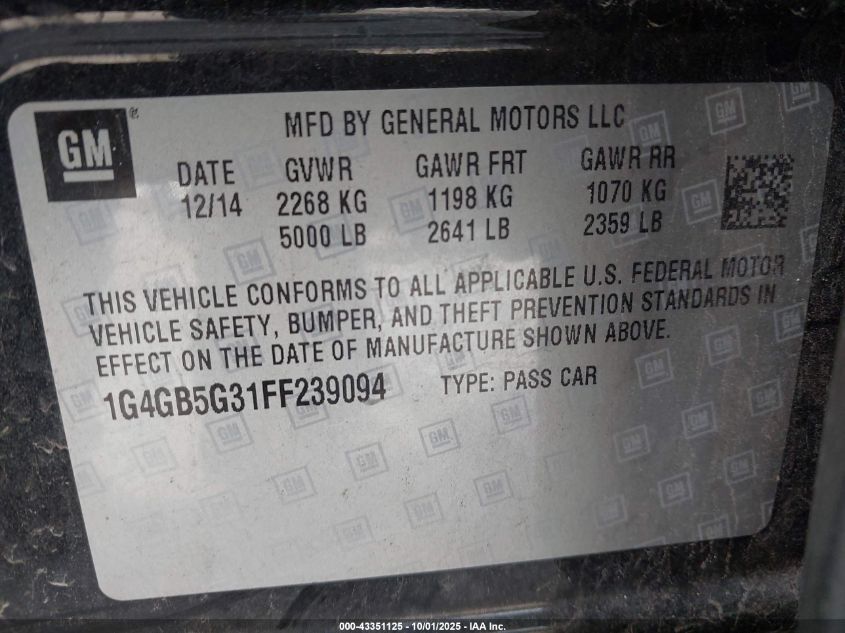 GM ®
MFD BY GENERAL MOTORS LLC
DATE GVWR GAWR FRT GAWR RR
12/14 2268 KG 1198 KG 1070 KG
5000 LB 2641 LB 2359 LB
THIS VEHICLE CONFORMS TO ALL APPLICABLE U.S. FEDERAL MOTOR
VEHICLE SAFETY, BUMPER, AND THEFT PREVENTION STANDARDS IN
EFFECT ON THE DATE OF MANUFACTURE SHOWN ABOVE.
1G4GB5G31FF239094 TYPE: PASS CAR
000-43351125 - 10/01/2025 - IAA Inc.